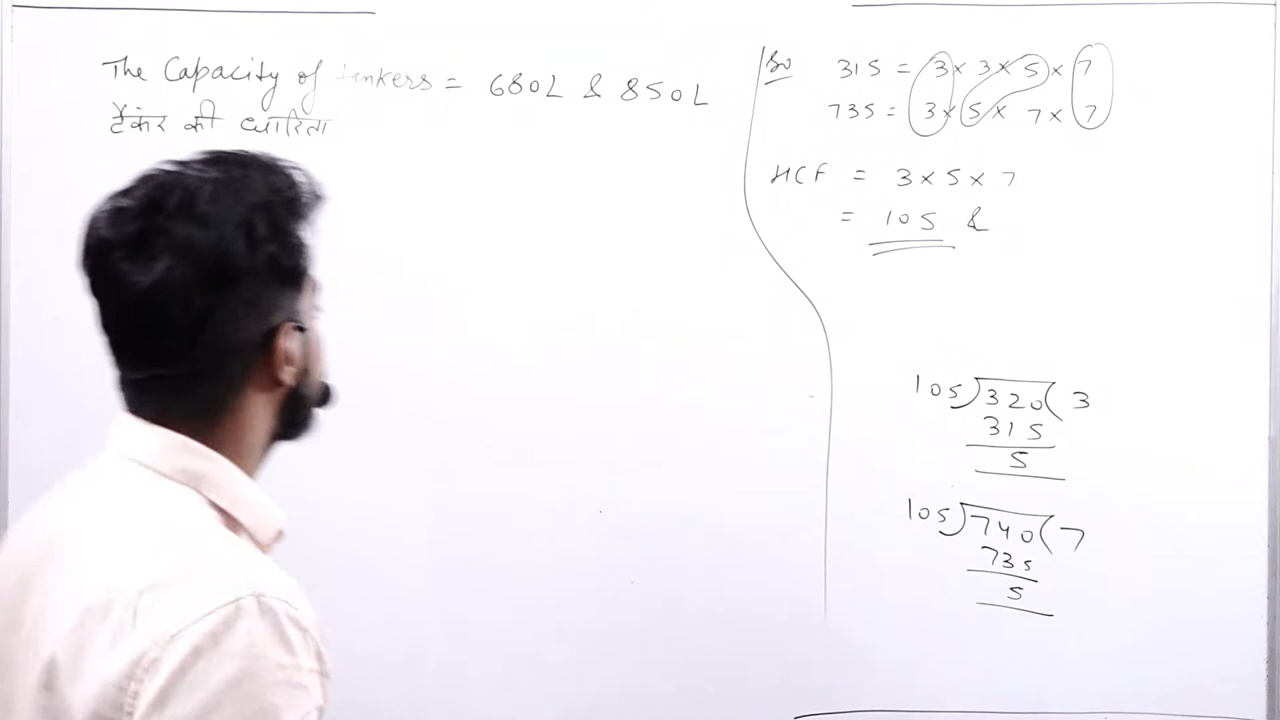 The Capacity of tankers = 680L & 850L
टैंकर की धारिता
So 315 = 3 × 3 × 5 × 7
735 = 3 × 5 × 7 × 7
HCF = 3 × 5 × 7
= 105 &
105)320(3
315
5
105)740(7
735
5